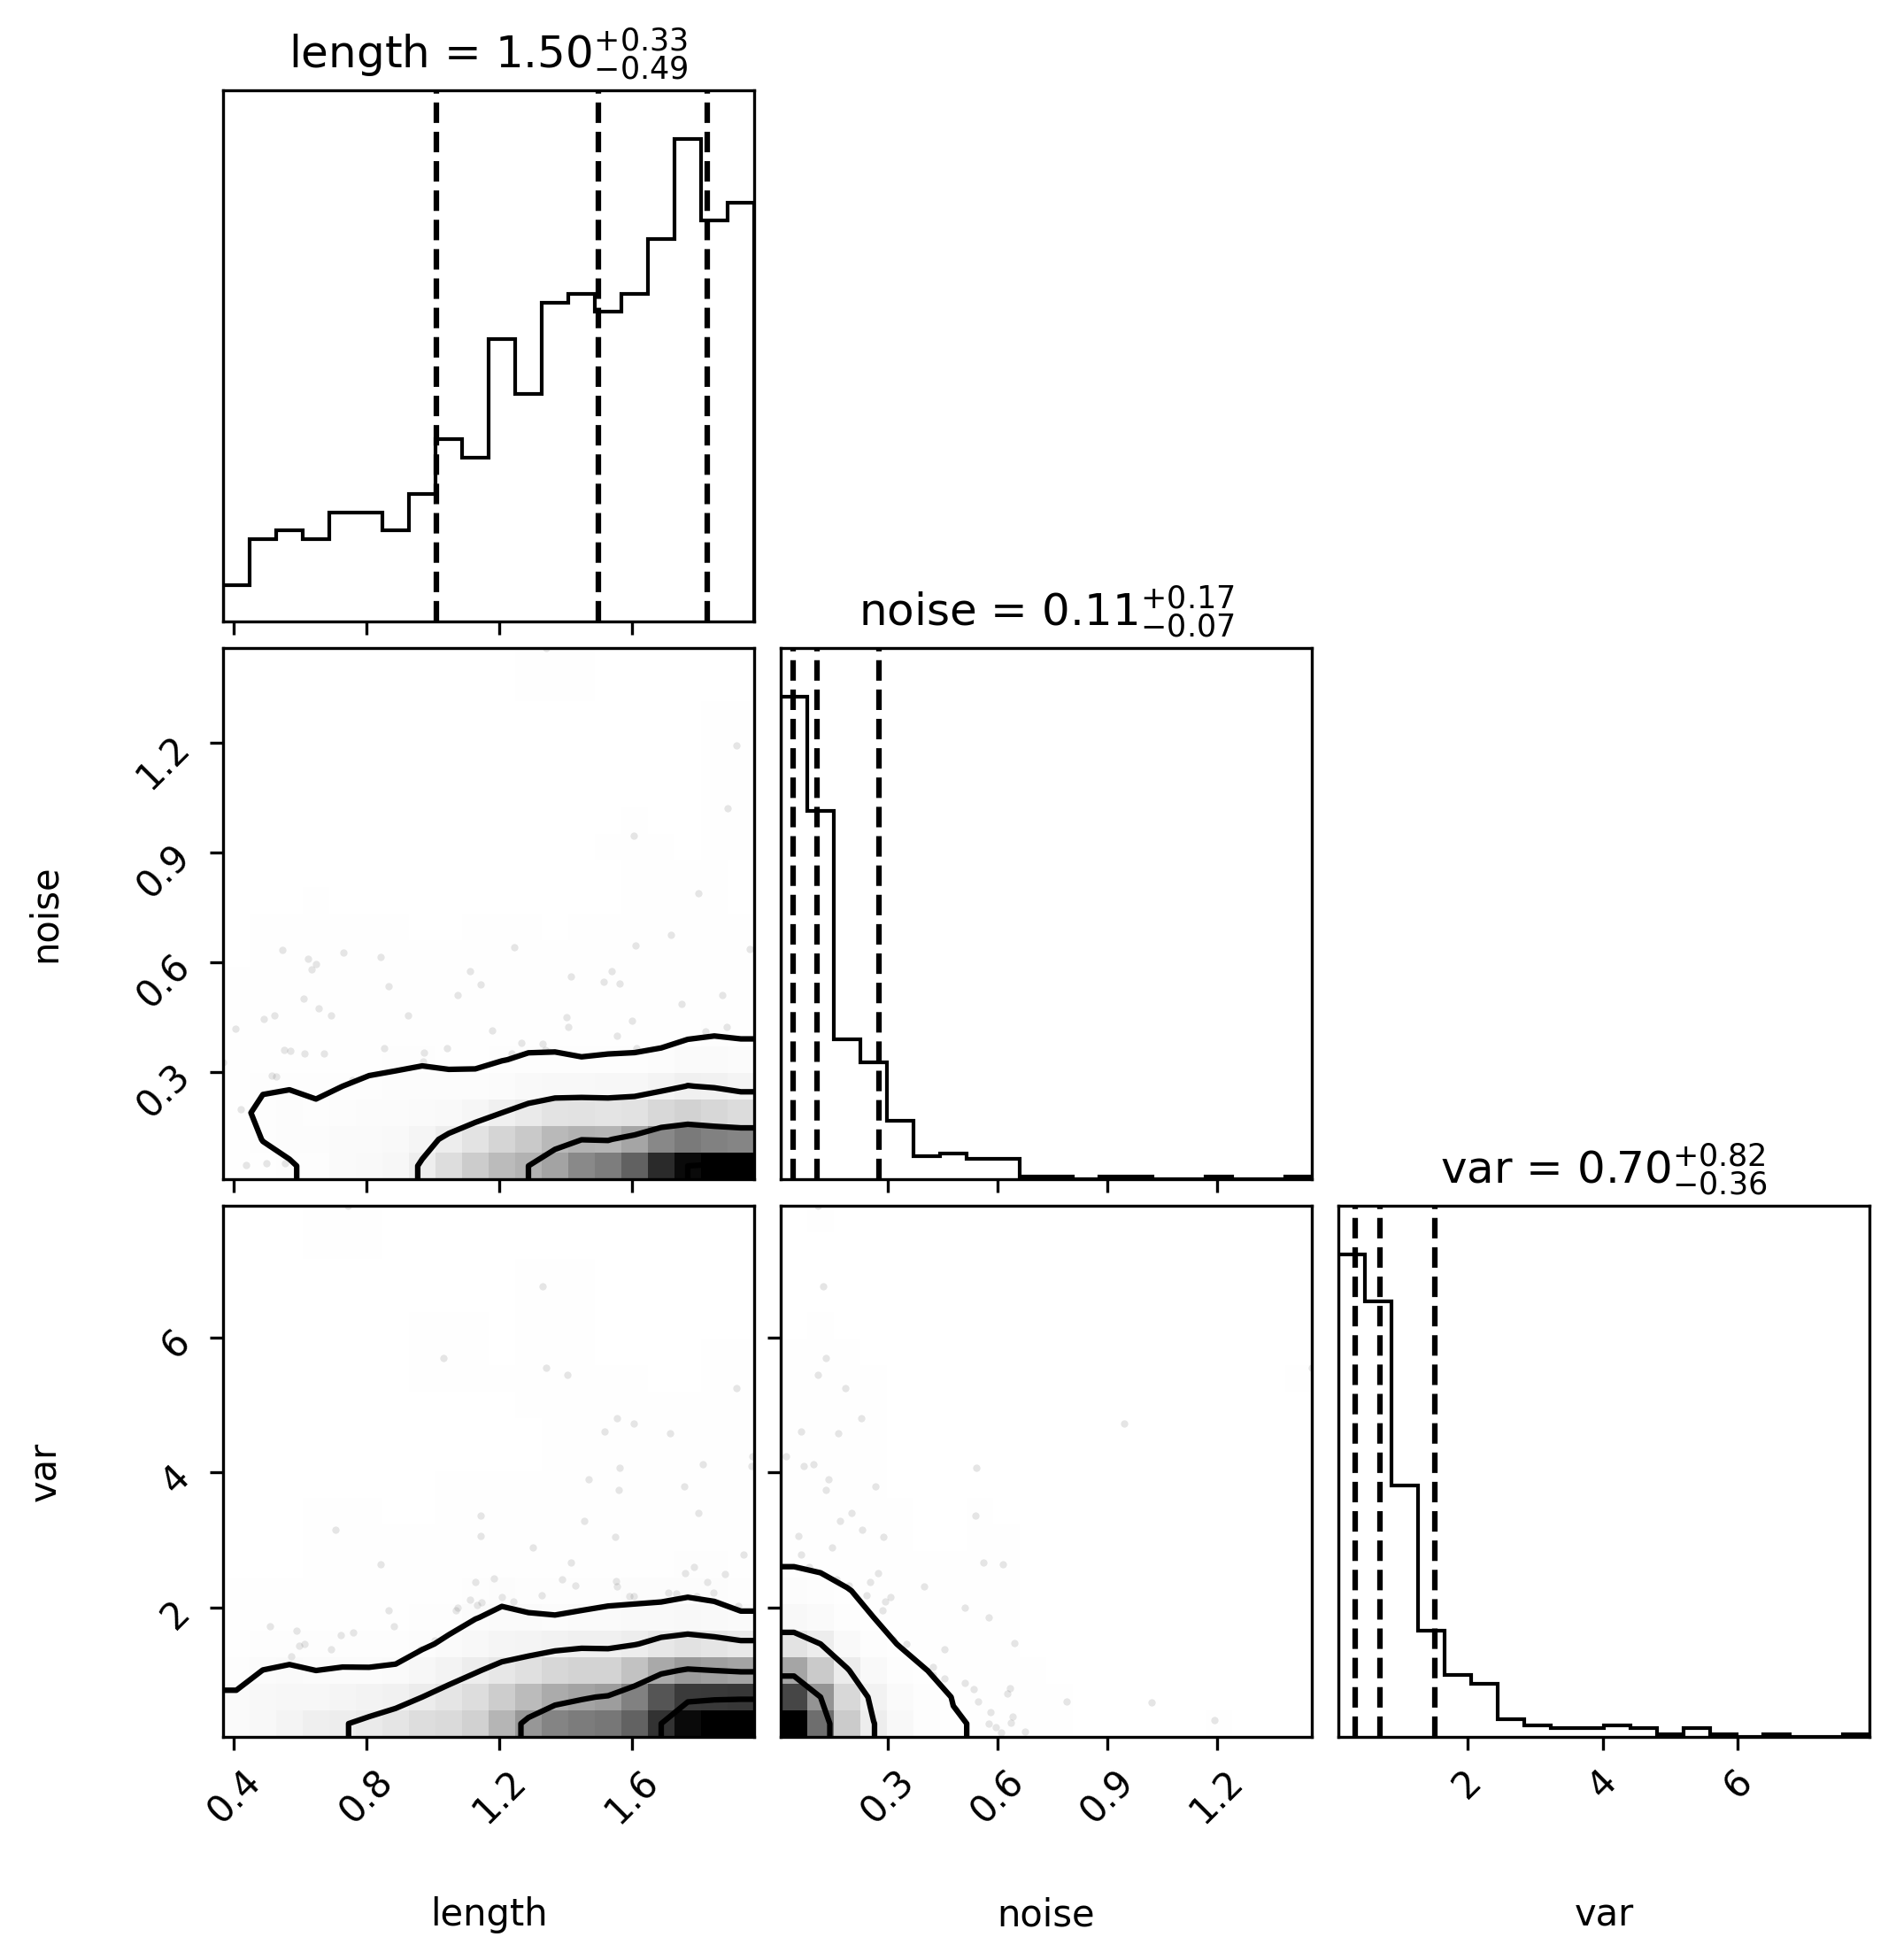 length = 1.50+0.33−0.49
noise = 0.11+0.17−0.07
1.2
0.9
0.6
0.3
noise
var = 0.70+0.82−0.36
6
4
2
var
0.4 0.8 1.2 1.6 0.3 0.6 0.9 1.2 2 4 6
length noise var